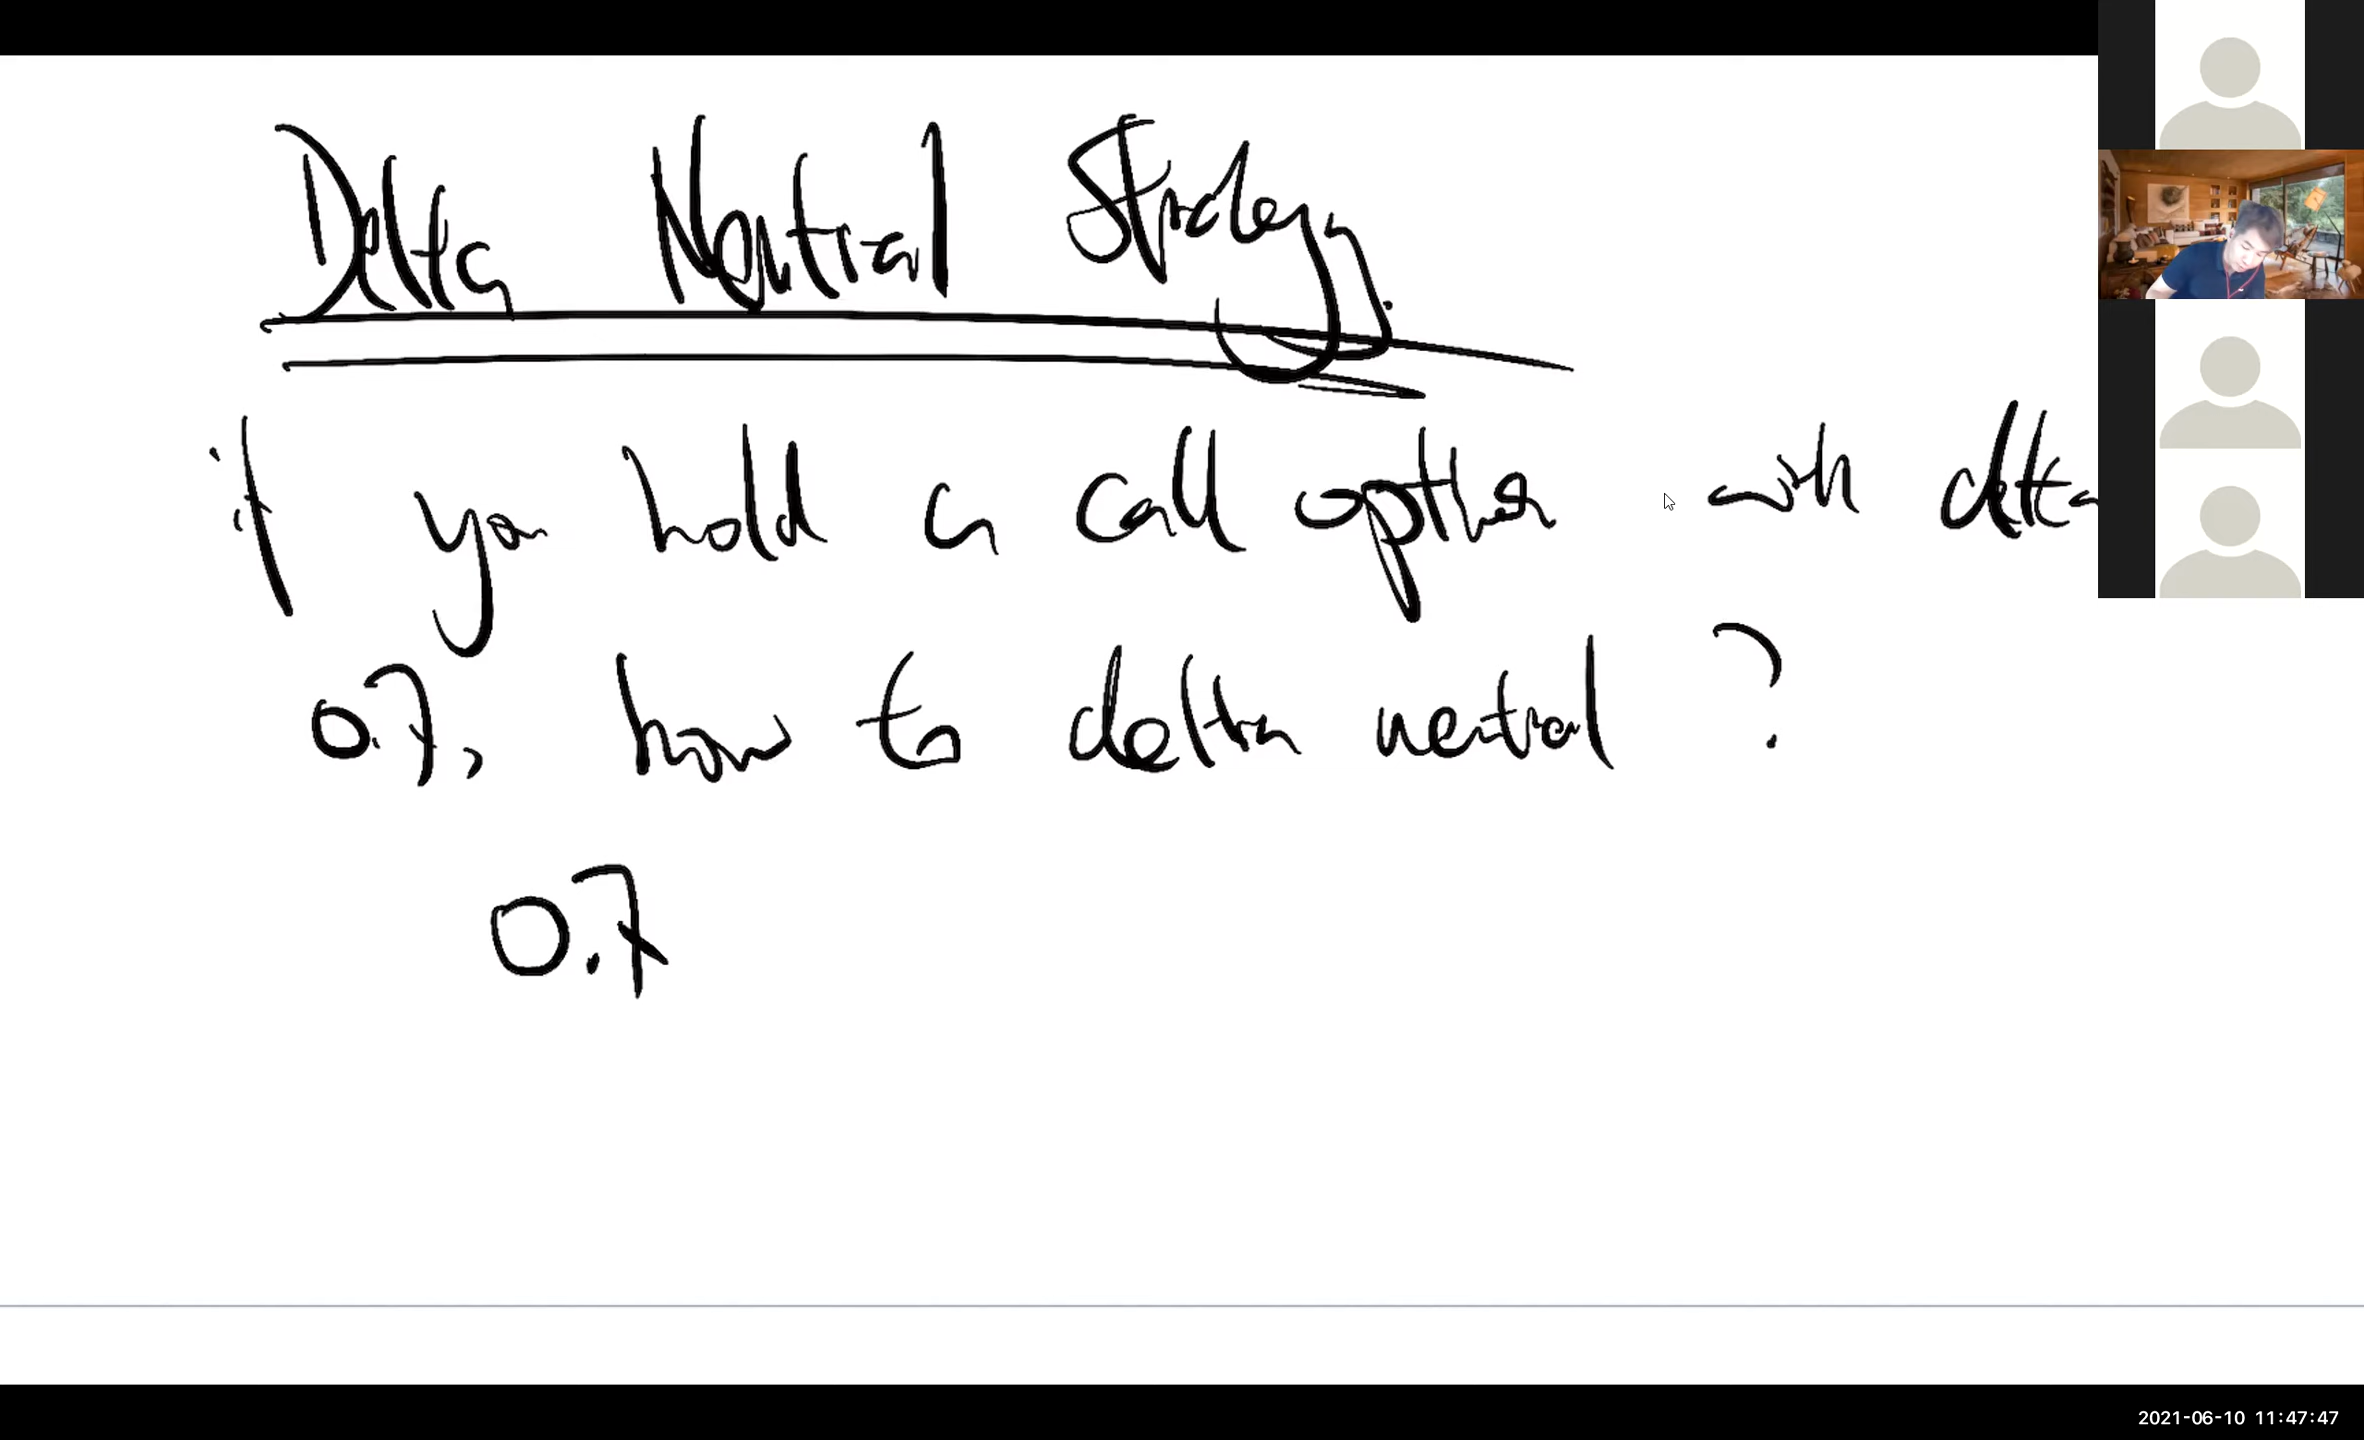 Delta Neutral Strategy.
if you hold a call option with delta
0.7, how to delta neutral ?
0.7
2021-06-10 11:47:47